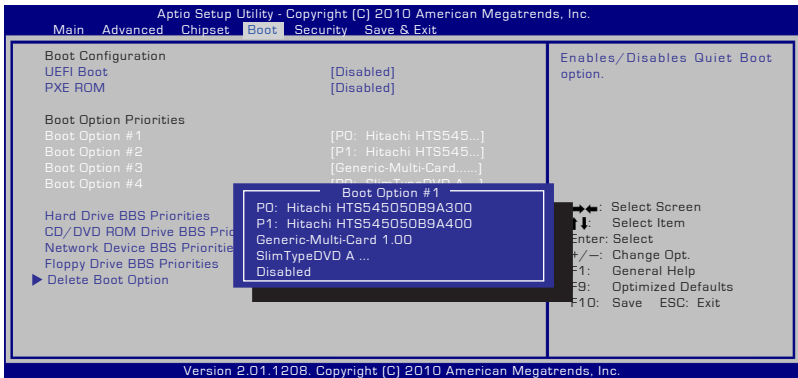 Aptio Setup Utility - Copyright (C) 2010 American Megatrends, Inc.
Main Advanced Chipset Boot Security Save & Exit
Boot Configuration
UEFI Boot [Disabled]
PXE ROM [Disabled]
Boot Option Priorities
Boot Option #1 [P0: Hitachi HTS545...]
Boot Option #2 [P1: Hitachi HTS545...]
Boot Option #3 [Generic-Multi-Card......]
Boot Option #4
Hard Drive BBS Priorities
CD/DVD ROM Drive BBS Prio
Network Device BBS Prioritie
Floppy Drive BBS Priorities
Delete Boot Option
Boot Option #1
P0: Hitachi HTS545050B9A300
P1: Hitachi HTS545050B9A400
Generic-Multi-Card 1.00
SlimTypeDVD A ...
Disabled
Enables/Disables Quiet Boot
option.
→←: Select Screen
↑↓: Select Item
Enter: Select
+/—: Change Opt.
F1: General Help
F9: Optimized Defaults
F10: Save ESC: Exit
Version 2.01.1208. Copyright (C) 2010 American Megatrends, Inc.